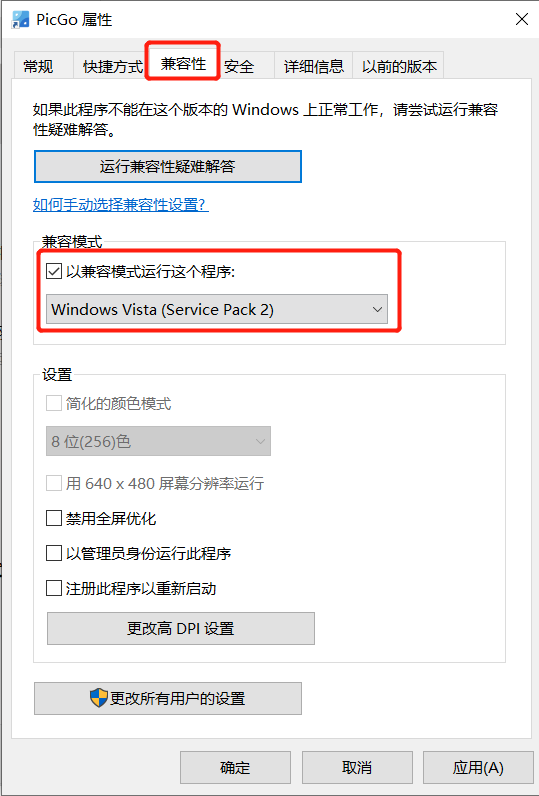 PicGo 属性
常规 快捷方式 兼容性 安全 详细信息 以前的版本
如果此程序不能在这个版本的 Windows 上正常工作，请尝试运行兼容
性疑难解答。
运行兼容性疑难解答
如何手动选择兼容性设置?
兼容模式
以兼容模式运行这个程序:
Windows Vista (Service Pack 2)
设置
简化的颜色模式
8 位(256)色
用 640 x 480 屏幕分辨率运行
禁用全屏优化
以管理员身份运行此程序
注册此程序以重新启动
更改高 DPI 设置
更改所有用户的设置
确定 取消 应用(A)